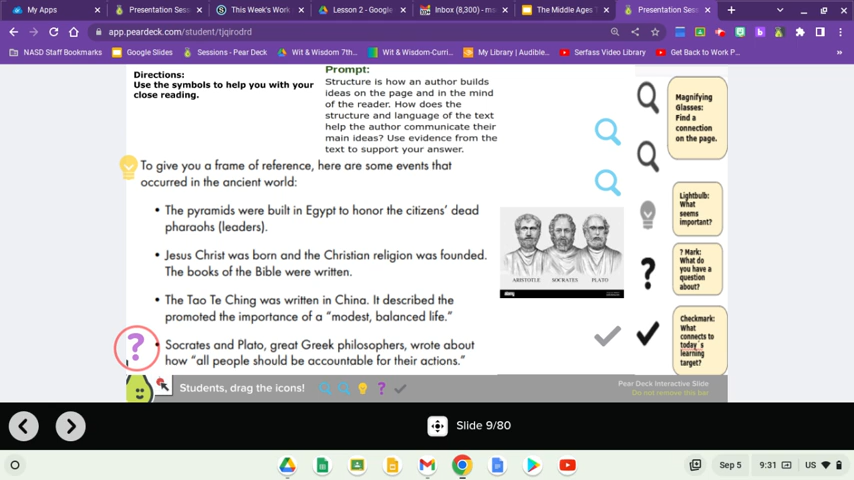 My Apps
Presentation Sess
This Week's Work
Lesson 2 - Google
Inbox (8,300) - ms
The Middle Ages
Presentation Sess
app.peardeck.com/student/tjqirodrd
NASD Staff Bookmarks
Google Slides
Sessions - Pear Deck
Wit & Wisdom 7th...
Wit & Wisdom-Curri...
My Library | Audible...
Serfass Video Library
Get Back to Work P...
Directions:
Use the symbols to help you with your
close reading.
Prompt:
Structure is how an author builds
ideas on the page and in the mind
of the reader. How does the
structure and language of the text
help the author communicate their
main ideas? Use evidence from the
text to support your answer.
To give you a frame of reference, here are some events that
occurred in the ancient world:
• The pyramids were built in Egypt to honor the citizens' dead
pharaohs (leaders).
• Jesus Christ was born and the Christian religion was founded.
The books of the Bible were written.
• The Tao Te Ching was written in China. It described the
promoted the importance of a "modest, balanced life."
• Socrates and Plato, great Greek philosophers, wrote about
how "all people should be accountable for their actions."
ARISTOTLE SOCRATES PLATO
alamy
Magnifying
Glasses:
Find a
connection
on the page.
Lightbulb:
What
seems
important?
? Mark:
What do
you have a
question
about?
Checkmark:
What
connects to
today's
learning
target?
Students, drag the icons!
Pear Deck Interactive Slide
Do not remove this bar
Slide 9/80
Sep 5
9:31
US